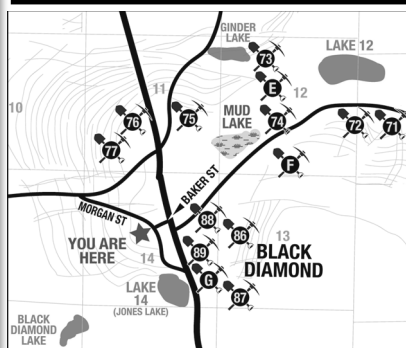 GINDER
LAKE
LAKE 12
73
E
10
11
12
76
75
74
72
71
MUD
LAKE
77
F
BAKER ST
MORGAN ST
88
86
13
YOU ARE
HERE
14
89
BLACK
DIAMOND
G
87
LAKE
14
(JONES LAKE)
BLACK
DIAMOND
LAKE